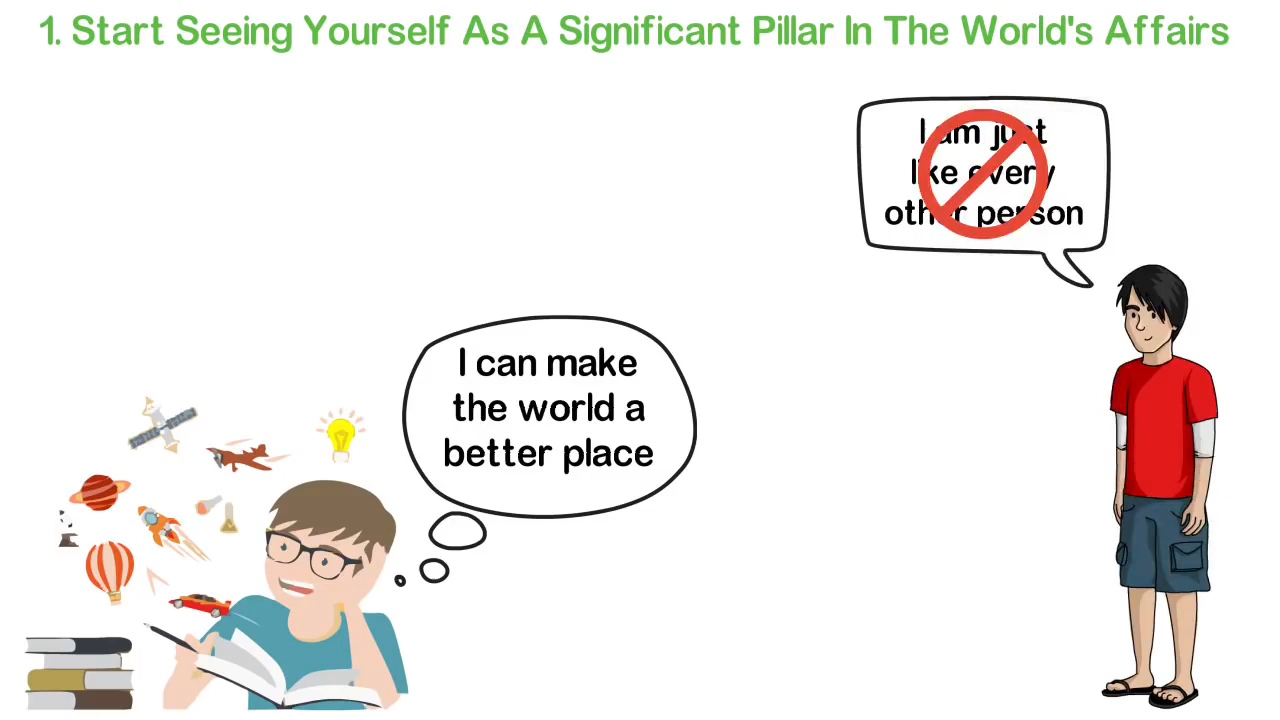 1. Start Seeing Yourself As A Significant Pillar In The World's Affairs
I am just
like every
other person
I can make
the world a
better place